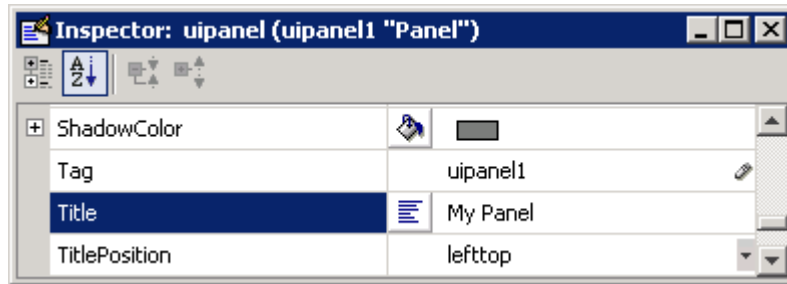 Inspector: uipanel (uipanel1 "Panel")
A
Z
ShadowColor
Tag uipanel1
Title My Panel
TitlePosition lefttop